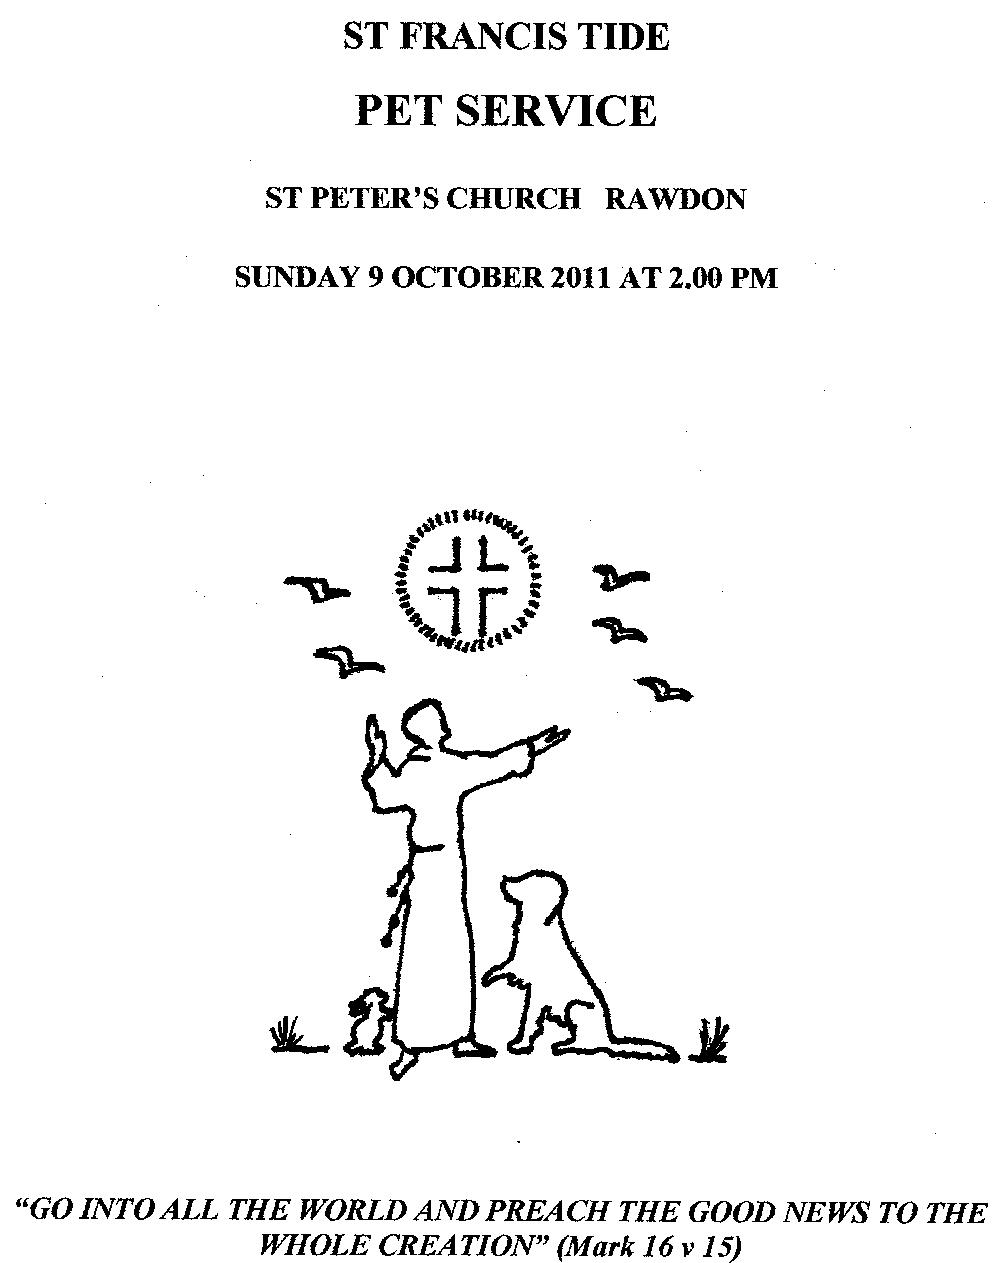 ST FRANCIS TIDE
PET SERVICE
ST PETER'S CHURCH RAWDON
SUNDAY 9 OCTOBER 2011 AT 2.00 PM
“GO INTO ALL THE WORLD AND PREACH THE GOOD NEWS TO THE
WHOLE CREATION” (Mark 16 v 15)